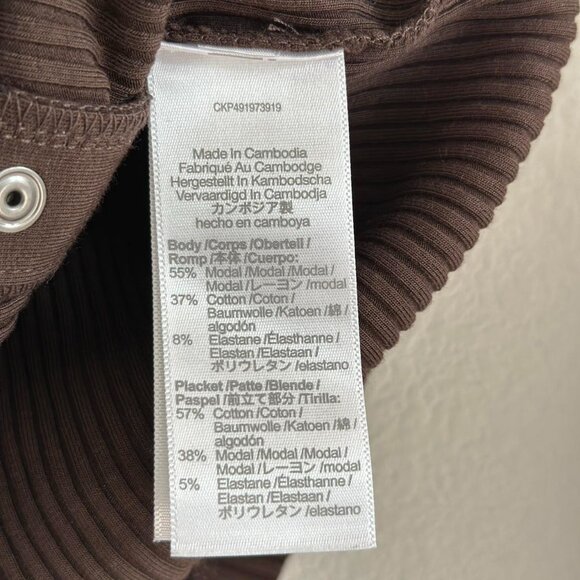 CKP491973919
Made In Cambodia
Fabriqué Au Cambodge
Hergestellt In Kambodscha
Vervaardigd In Cambodja
カンボジア製
hecho en camboya
Body /Corps /Oberteil /
Romp /本体 /Cuerpo:
55% Modal /Modal /Modal /
Modal /レーヨン /modal
37% Cotton /Coton /
Baumwolle /Katoen /綿 /
algodón
8% Elastane /Élasthanne /
Elastan /Elastaan /
ポリウレタン /elastano
Placket /Patte /Blende /
Paspel /前立て部分 /Tirilla:
57% Cotton /Coton /
Baumwolle /Katoen /綿 /
algodón
38% Modal /Modal /Modal /
Modal /レーヨン /modal
5% Elastane /Élasthanne /
Elastan /Elastaan /
ポリウレタン /elastano